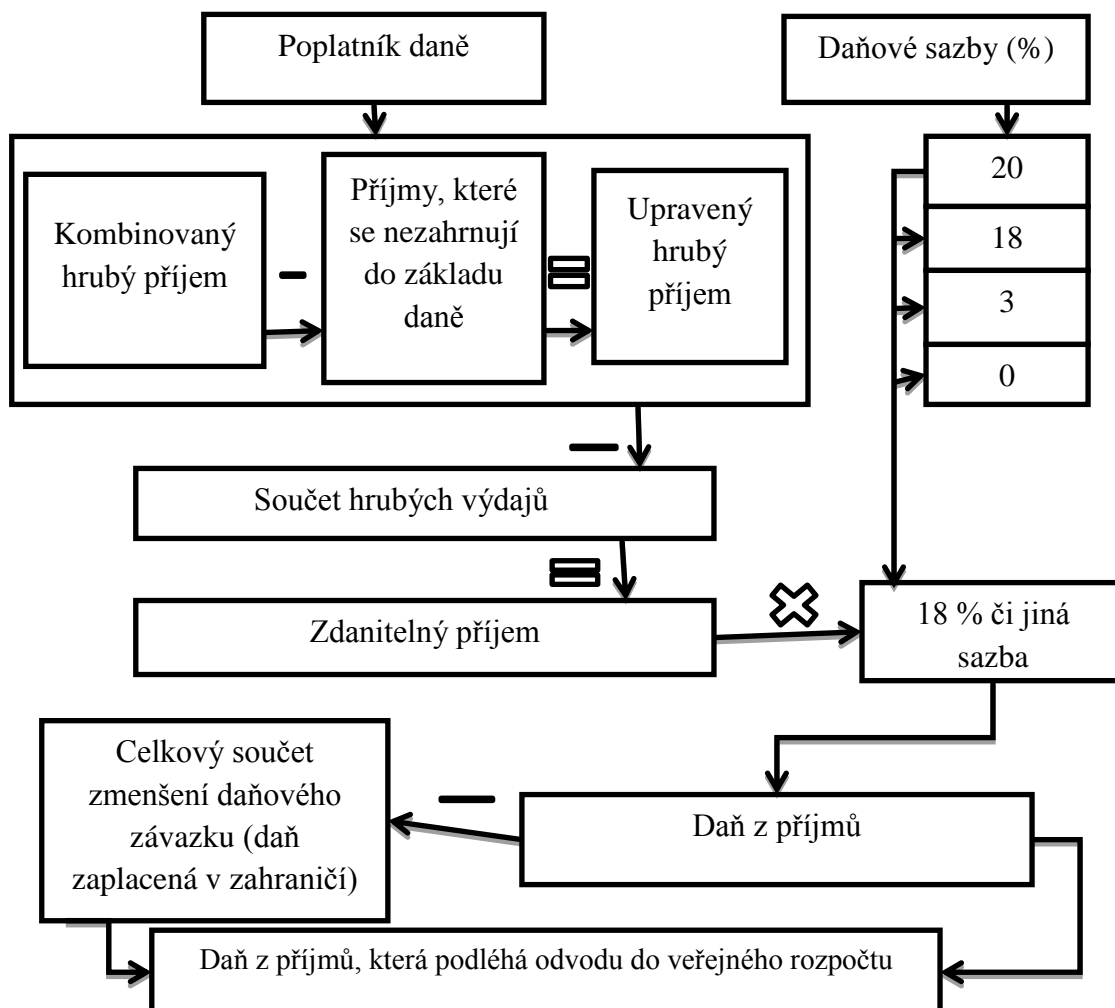 Poplatník daně
Daňové sazby (%)
Kombinovaný
hrubý příjem
Příjmy, které
se nezahrnují
do základu
daně
Upravený
hrubý
příjem
20
18
3
0
Součet hrubých výdajů
Zdanitelný příjem
18 % či jiná
sazba
Celkový součet
zmenšení daňového
závazku (daň
zaplacená v zahraničí)
Daň z příjmů
Daň z příjmů, která podléhá odvodu do veřejného rozpočtu